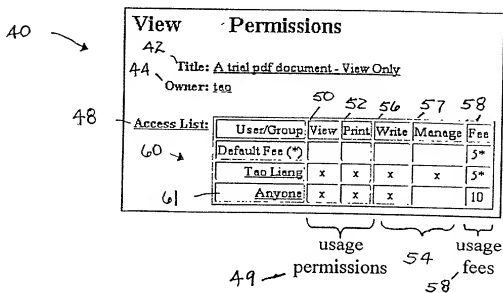 40
View Permissions
42
Title: A trial pdf document - View Only
44
Owner: tao
50 52 56 57 58
48
Access List: User/Group View Print Write Manage Fee
60
Default Fee (*) 5*
Tao Liang x x x x 5*
61
Anyone x x x 10
usage permissions
54
usage fees
49
58